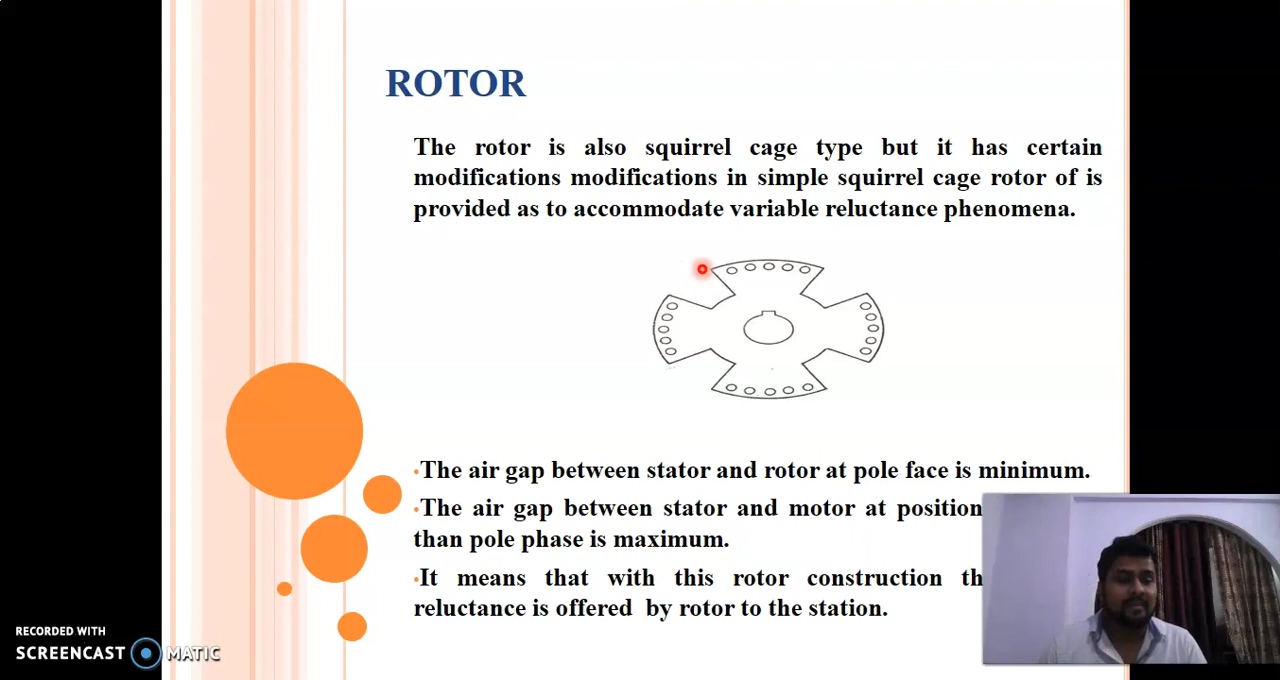 ROTOR
The rotor is also squirrel cage type but it has certain
modifications modifications in simple squirrel cage rotor of is
provided as to accommodate variable reluctance phenomena.
•The air gap between stator and rotor at pole face is minimum.
•The air gap between stator and motor at position
than pole phase is maximum.
•It means that with this rotor construction th
reluctance is offered by rotor to the station.
RECORDED WITH
SCREENCAST MATIC